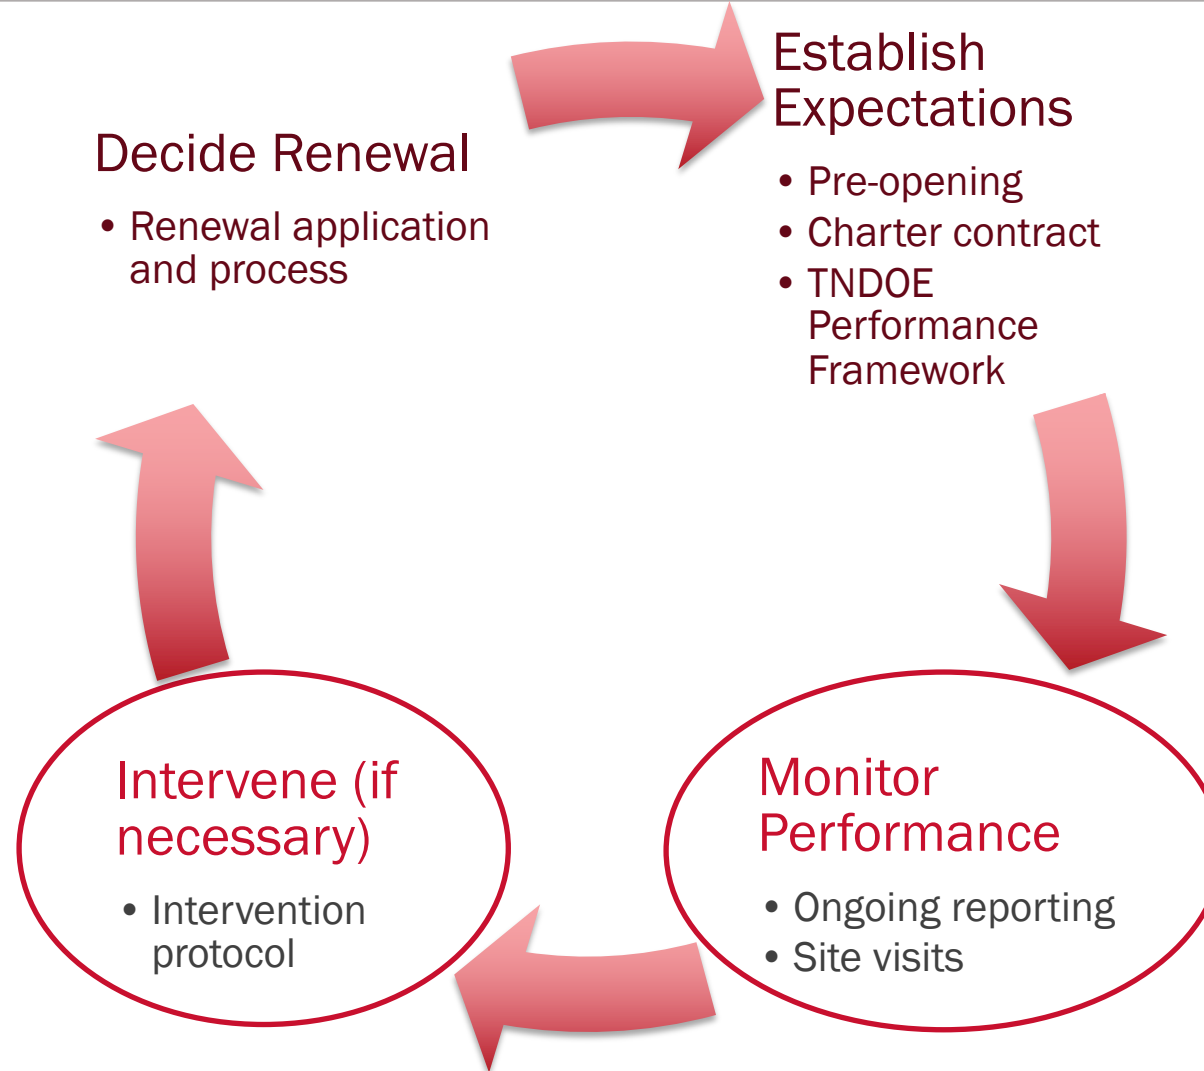 Establish
Expectations
• Pre-opening
• Charter contract
• TNDOE
Performance
Framework
Decide Renewal
• Renewal application
and process
Intervene (if
necessary)
• Intervention
protocol
Monitor
Performance
• Ongoing reporting
• Site visits